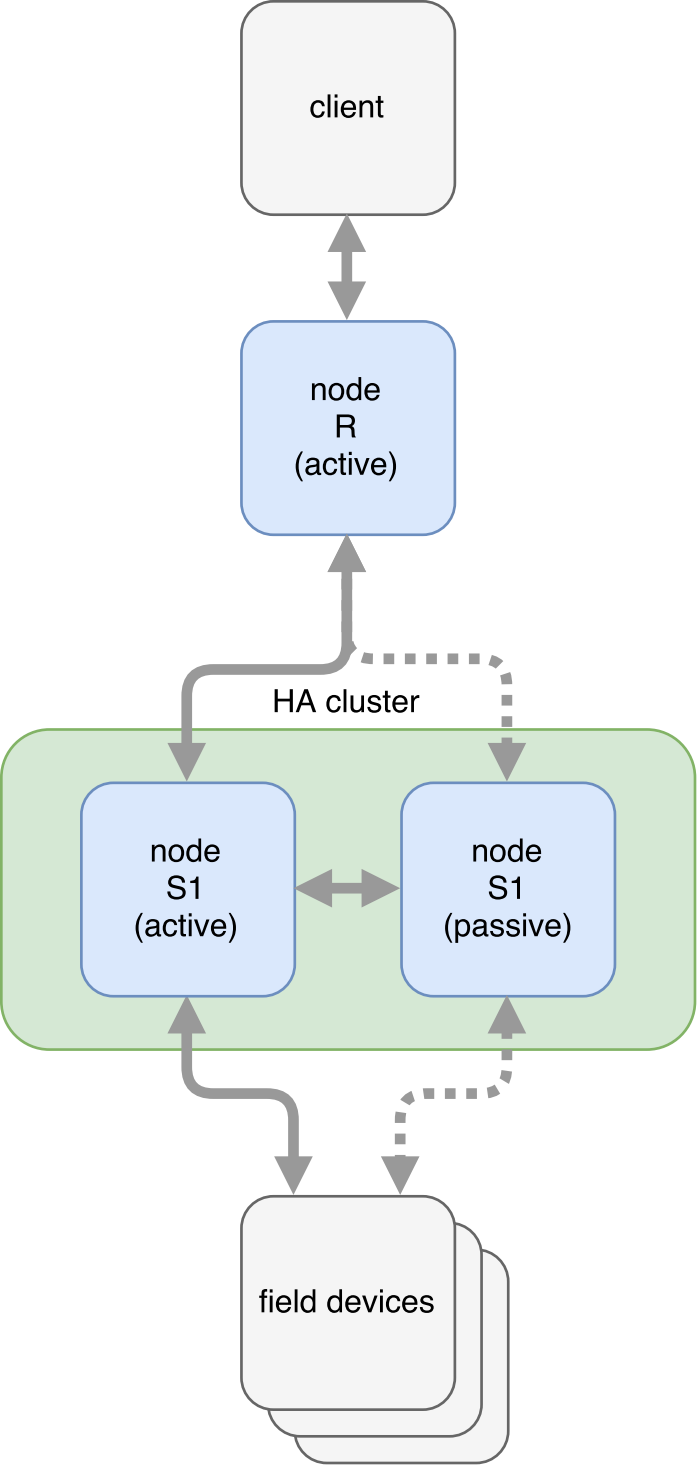 client
node
R
(active)
HA cluster
node
S1
(active)
node
S1
(passive)
field devices